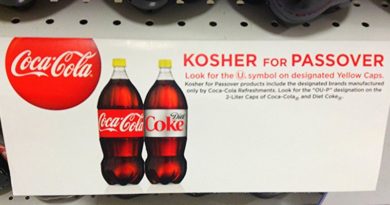 Coca-Cola®
KOSHER FOR PASSOVER
Look for the Ⓤ. symbol on designated Yellow Caps.
Kosher for Passover products include the designated brands manufactured
only by Coca-Cola Refreshments. Look for the "OU-P" designation on the
2-Liter Caps of Coca-Cola® and Diet Coke®.
Coca-Cola
Diet
Coke